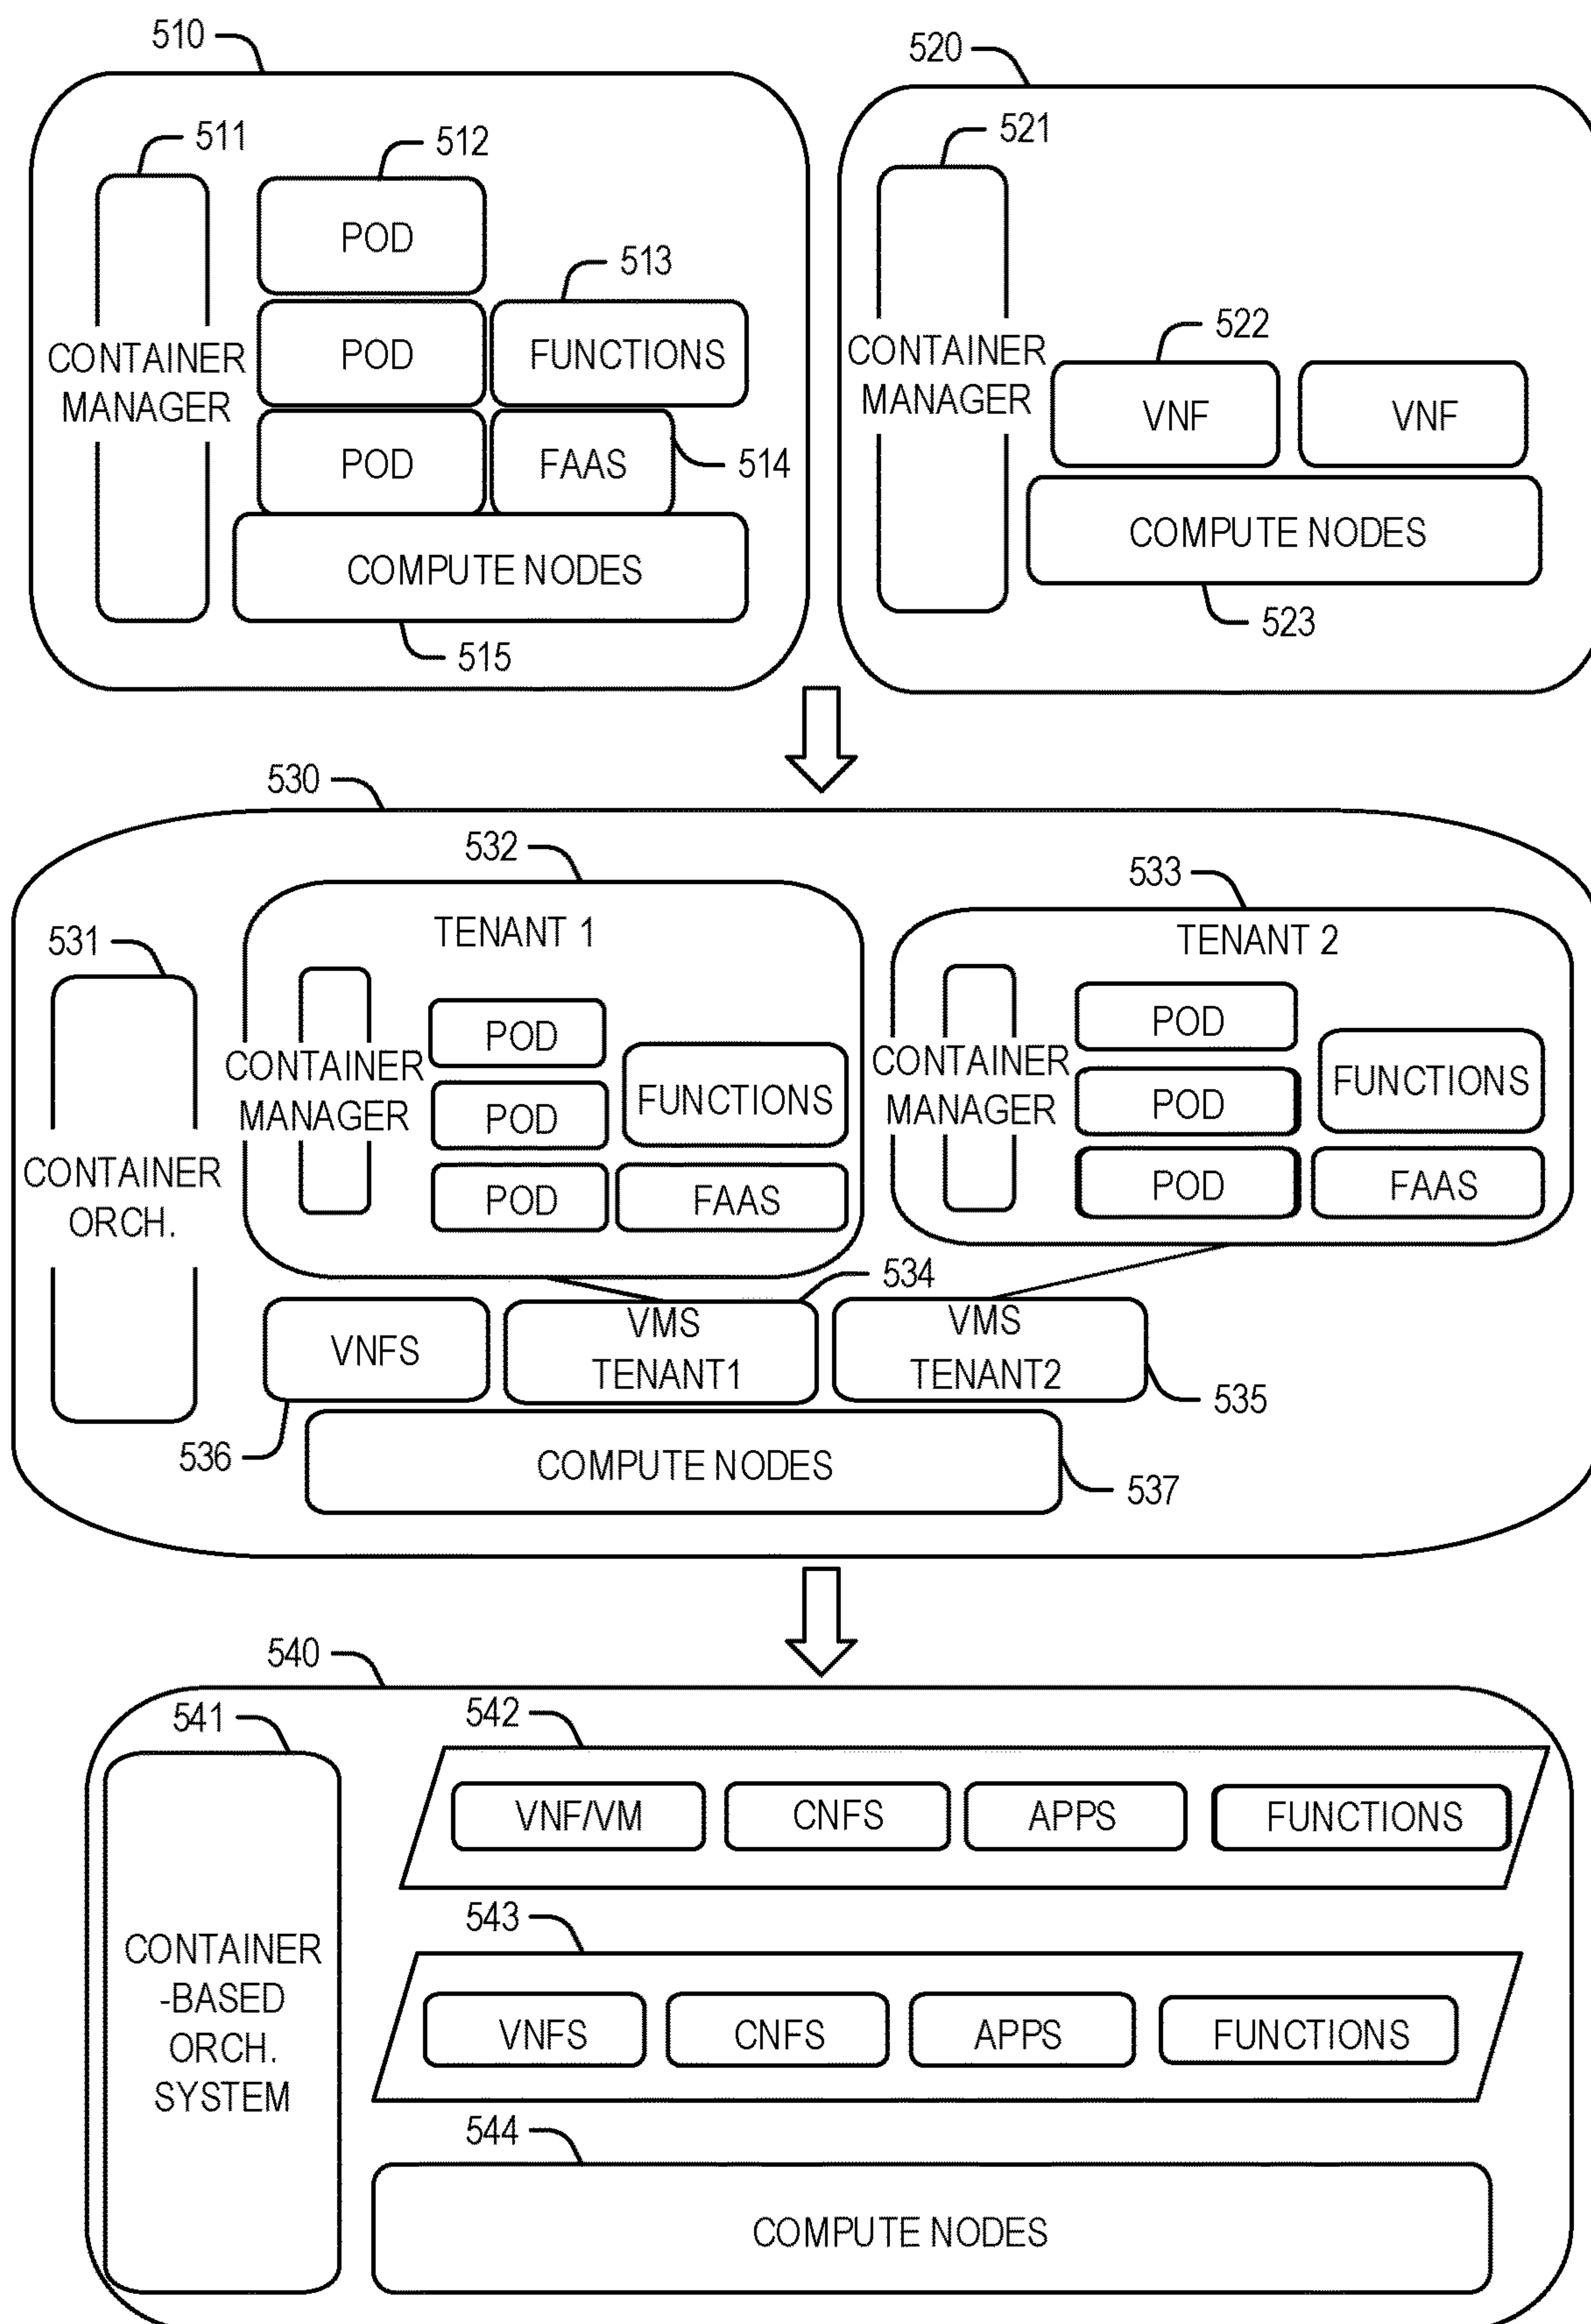 510
511
512
POD
513
CONTAINER
MANAGER
POD
FUNCTIONS
POD
FAAS
514
COMPUTE NODES
515
520
521
CONTAINER
MANAGER
522
VNF
VNF
COMPUTE NODES
523
530
531
CONTAINER
ORCH.
532
TENANT 1
CONTAINER
MANAGER
POD
POD
FUNCTIONS
POD
FAAS
533
TENANT 2
CONTAINER
MANAGER
POD
POD
FUNCTIONS
POD
FAAS
534
VNFS
VMS
TENANT1
VMS
TENANT2
535
536
COMPUTE NODES
537
540
541
CONTAINER
-BASED
ORCH.
SYSTEM
542
VNF/VM
CNFS
APPS
FUNCTIONS
543
VNFS
CNFS
APPS
FUNCTIONS
544
COMPUTE NODES